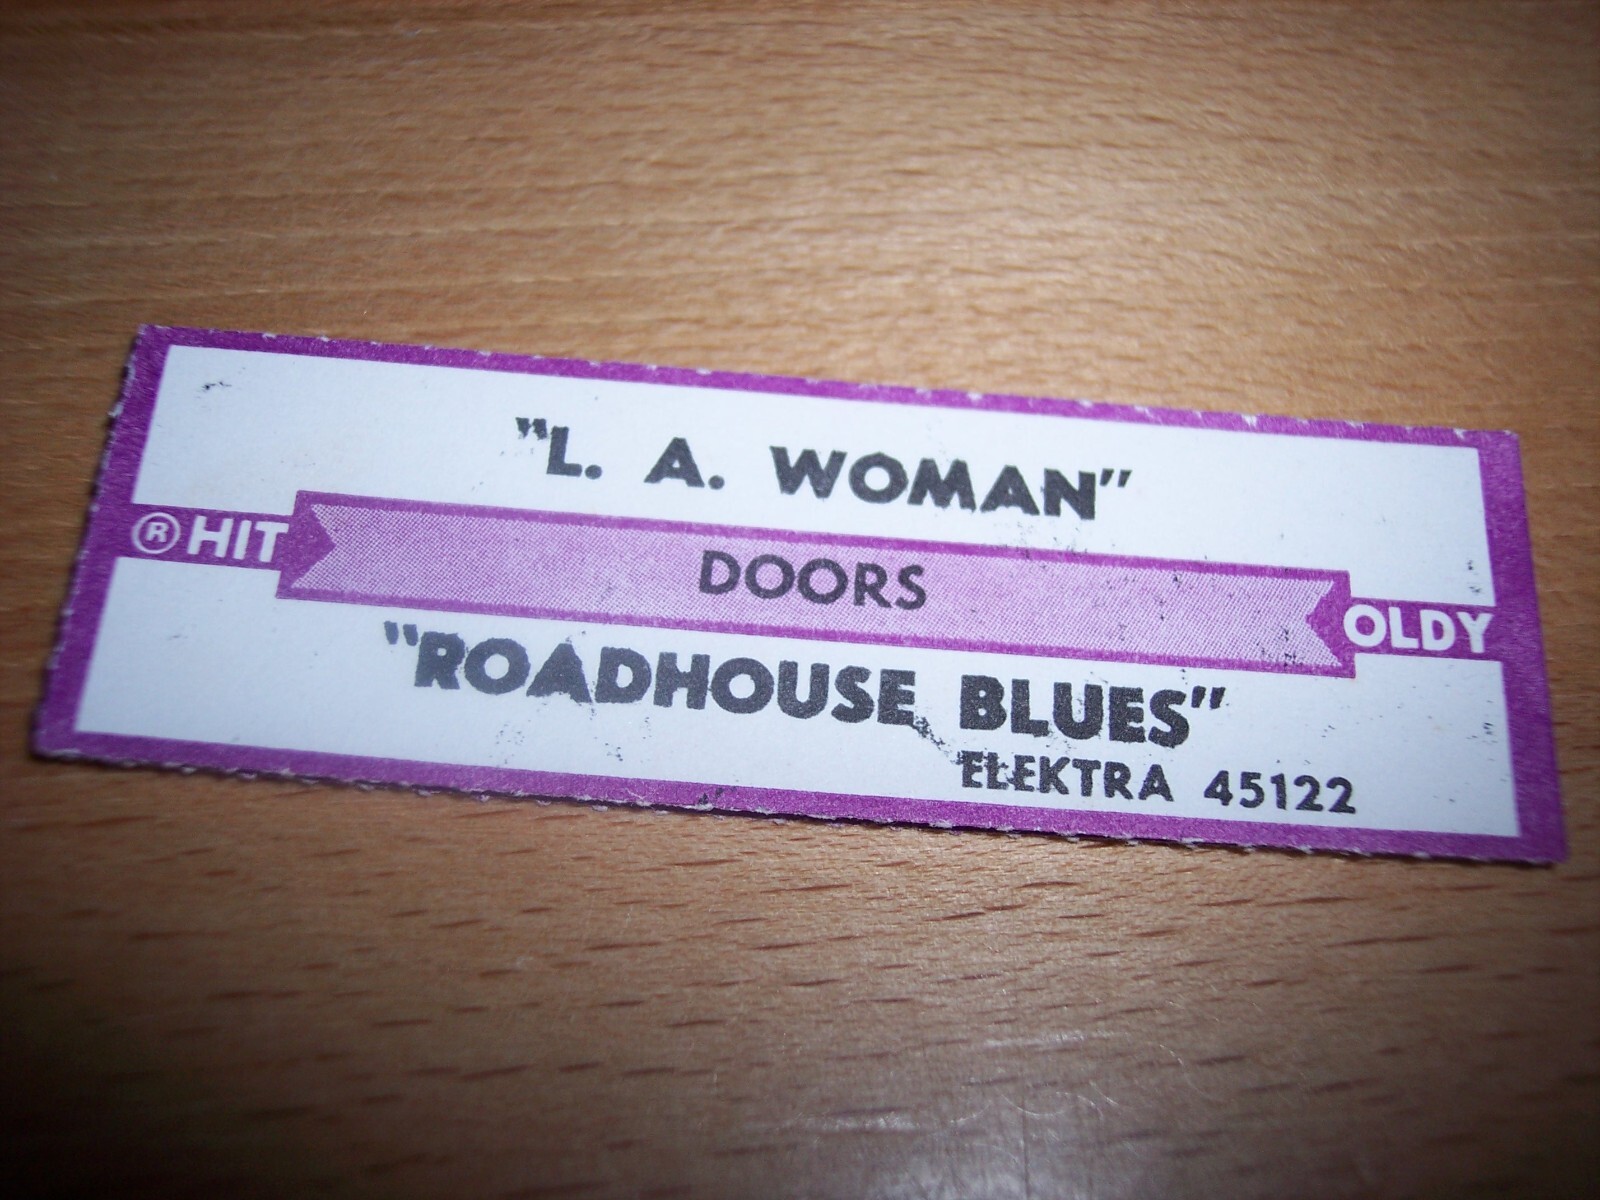 "L. A. WOMAN"
® HIT DOORS OLDY
"ROADHOUSE BLUES"
ELEKTRA 45122